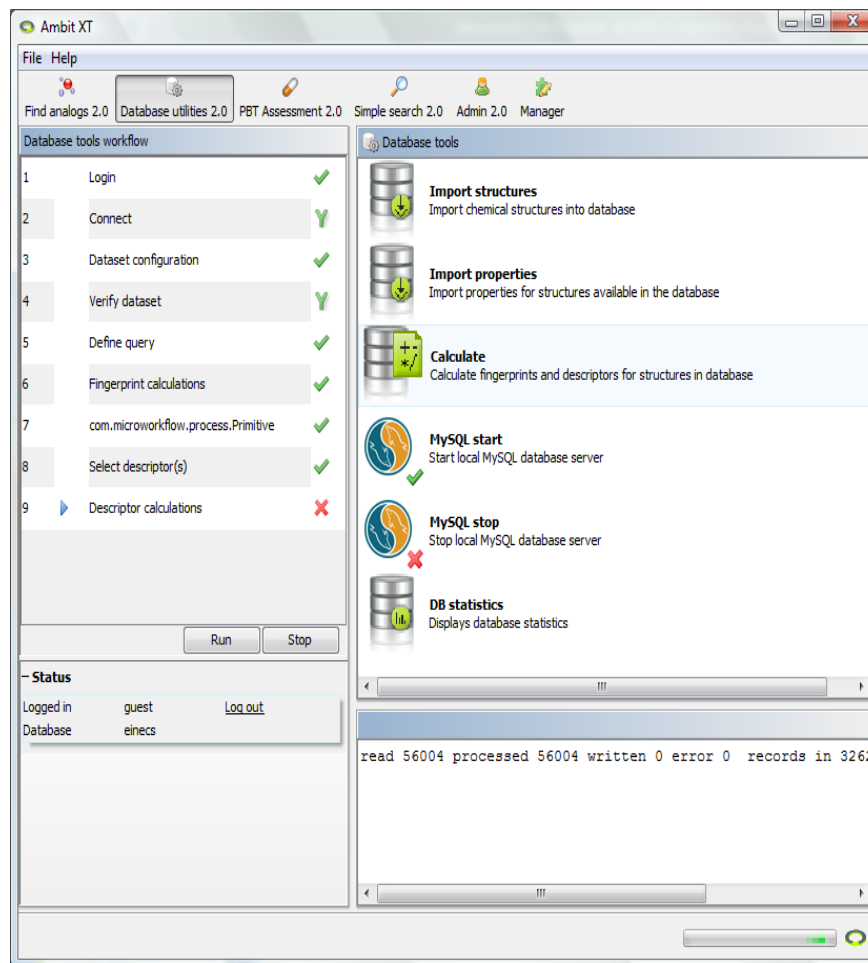 Ambit XT
File Help
Find analogs 2.0 Database utilities 2.0 PBT Assessment 2.0 Simple search 2.0 Admin 2.0 Manager
Database tools workflow
1 Login
2 Connect
3 Dataset configuration
4 Verify dataset
5 Define query
6 Fingerprint calculations
7 com.microworkflow.process.Primitive
8 Select descriptor(s)
9 Descriptor calculations
Run Stop
– Status
Logged in guest Log out
Database einecs
Database tools
Import structures
Import chemical structures into database
Import properties
Import properties for structures available in the database
+-
*/
Calculate
Calculate fingerprints and descriptors for structures in database
MySQL start
Start local MySQL database server
MySQL stop
Stop local MySQL database server
DB statistics
Displays database statistics
read 56004 processed 56004 written 0 error 0 records in 3262